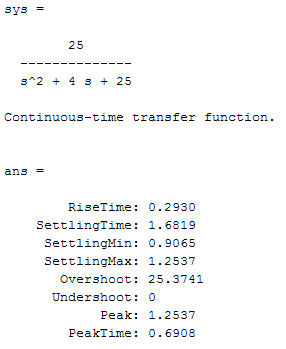 sys =
25
--------------
s^2 + 4 s + 25
Continuous-time transfer function.
ans =
RiseTime: 0.2930
SettlingTime: 1.6819
SettlingMin: 0.9065
SettlingMax: 1.2537
Overshoot: 25.3741
Undershoot: 0
Peak: 1.2537
PeakTime: 0.6908